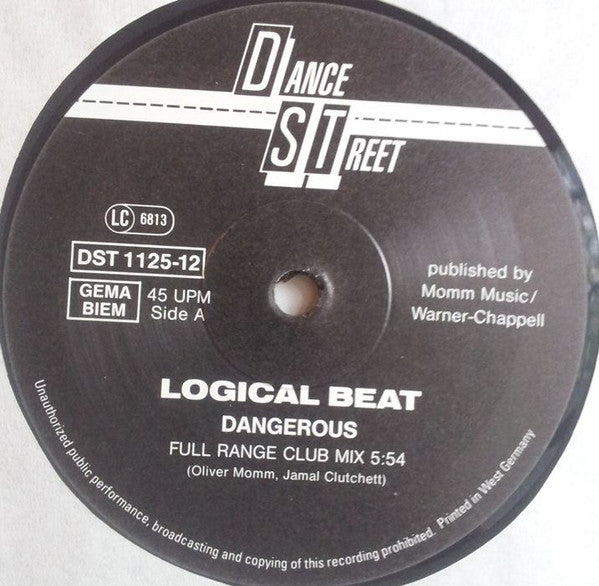 DANCE
STREET
LC 6813
DST 1125-12
GEMA
BIEM
45 UPM
Side A
published by
Momm Music/
Warner-Chappell
LOGICAL BEAT
DANGEROUS
FULL RANGE CLUB MIX 5:54
(Oliver Momm, Jamal Clutchett)
Unauthorized public performance, broadcasting and copying of this recording prohibited. Printed in West Germany